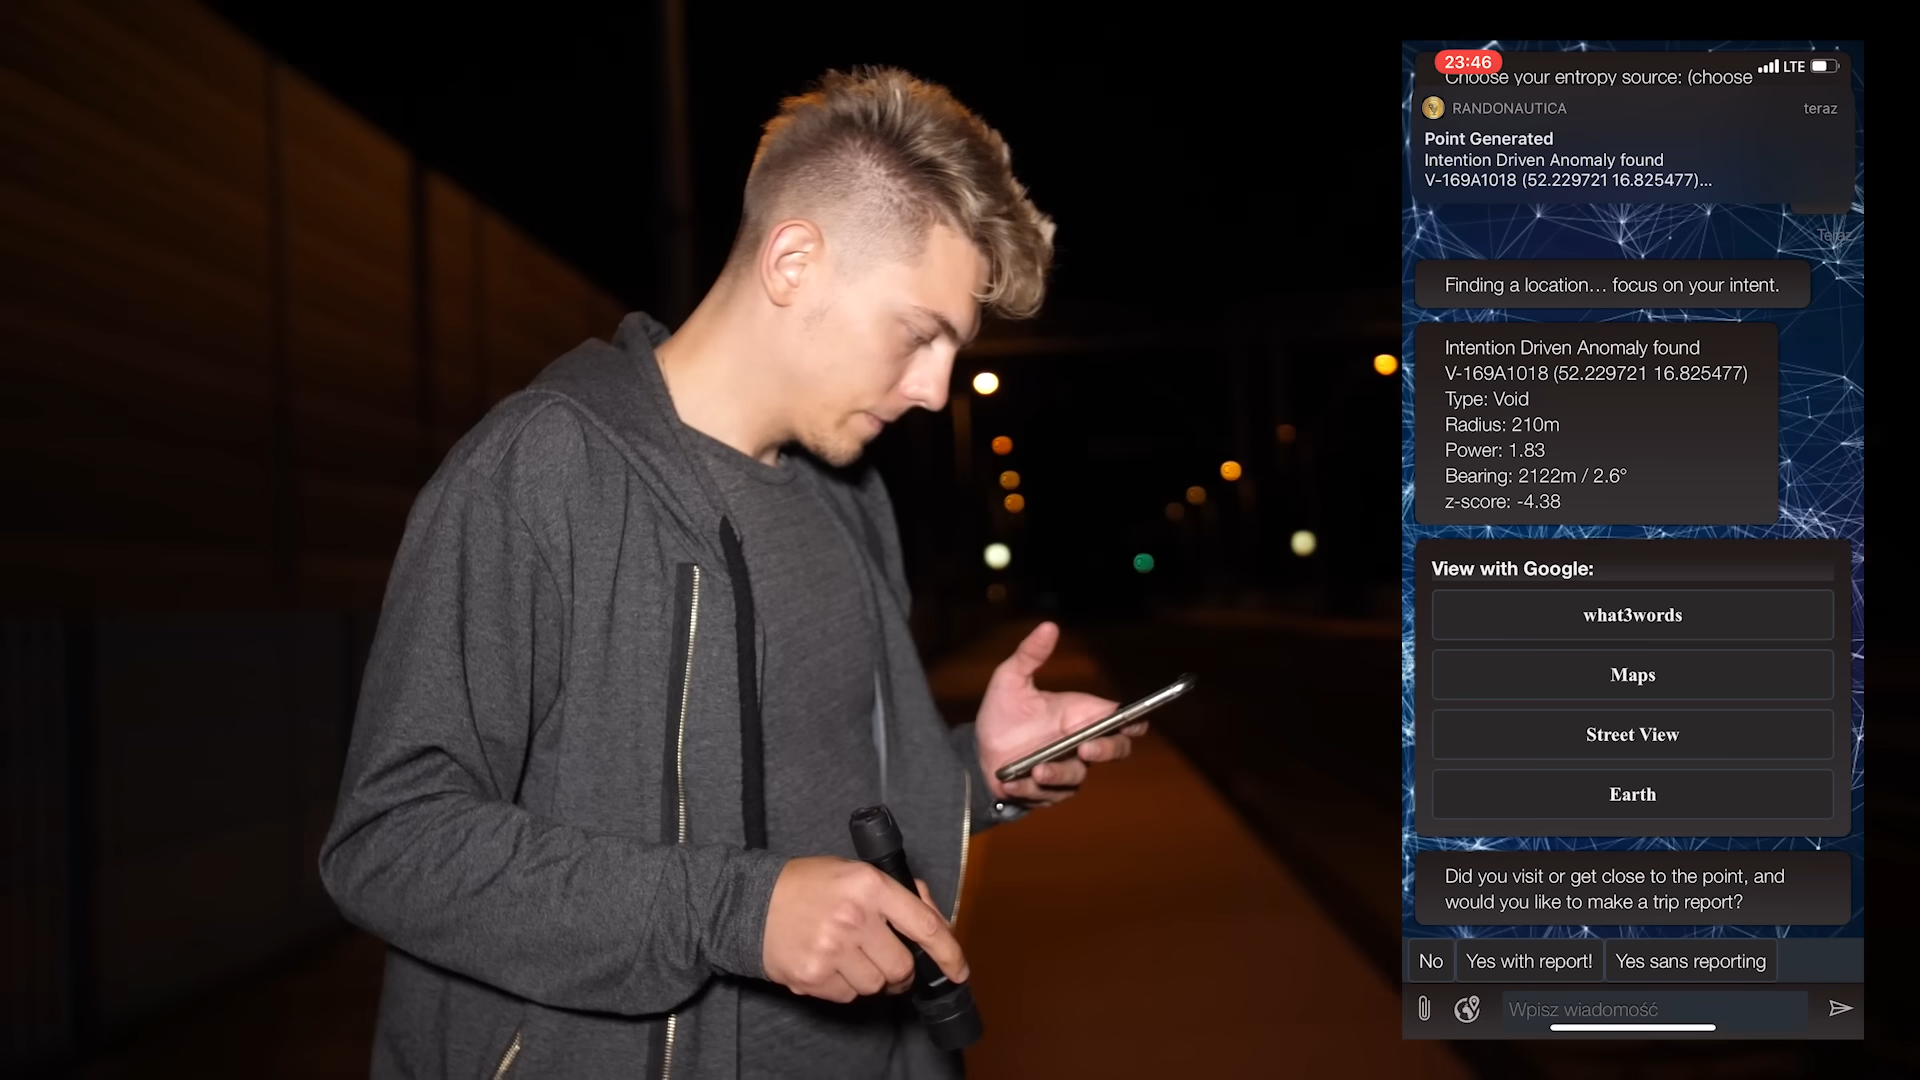 23:46
LTE
Choose your entropy source: (choose
RANDONAUTICA
teraz
Point Generated
Intention Driven Anomaly found
V-169A1018 (52.229721 16.825477)...
Teraz
Finding a location... focus on your intent.
Intention Driven Anomaly found
V-169A1018 (52.229721 16.825477)
Type: Void
Radius: 210m
Power: 1.83
Bearing: 2122m / 2.6°
z-score: -4.38
View with Google:
what3words
Maps
Street View
Earth
Did you visit or get close to the point, and
would you like to make a trip report?
No
Yes with report!
Yes sans reporting
Wpisz wiadomość